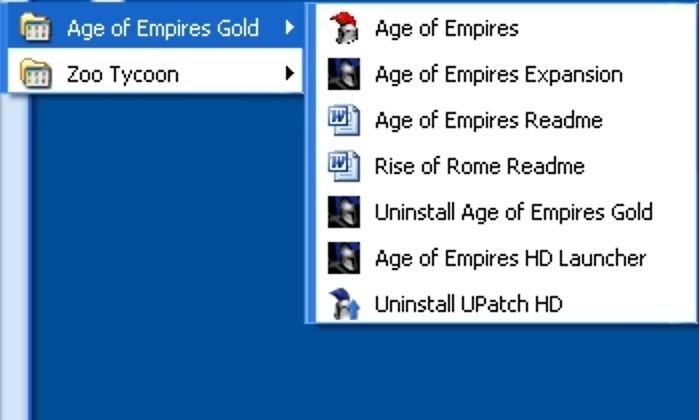 Age of Empires Gold
Zoo Tycoon
Age of Empires
Age of Empires Expansion
Age of Empires Readme
Rise of Rome Readme
Uninstall Age of Empires Gold
Age of Empires HD Launcher
Uninstall UPatch HD